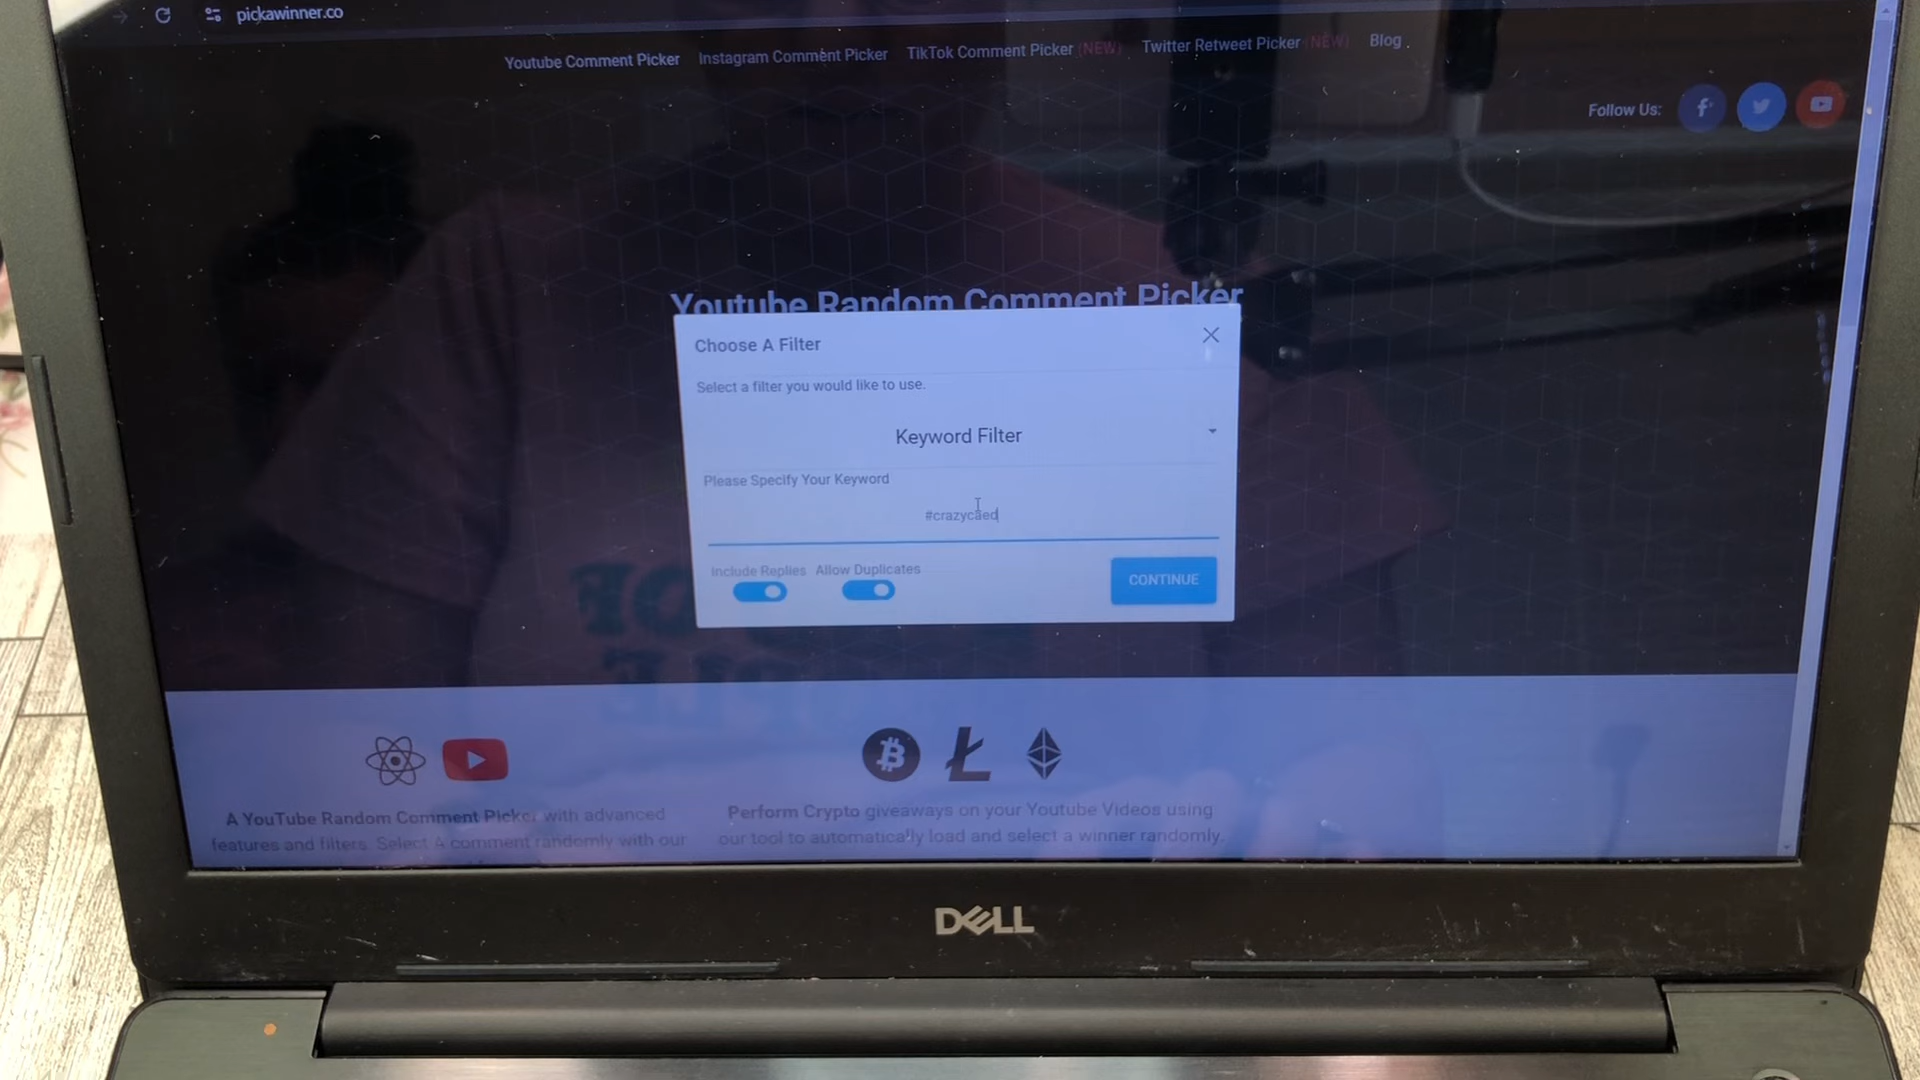 pickawinner.co
Youtube Comment Picker Instagram Comment Picker TikTok Comment Picker (NEW) Twitter Retweet Picker (NEW) Blog
Follow Us:
Youtube Random Comment Picker
Choose A Filter
Select a filter you would like to use.
Keyword Filter
Please Specify Your Keyword
#crazycaed
Include Replies Allow Duplicates
CONTINUE
A YouTube Random Comment Picker with advanced
features and filters. Select A comment randomly with our
Perform Crypto giveaways on your Youtube Videos using
our tool to automatically load and select a winner randomly.
DELL